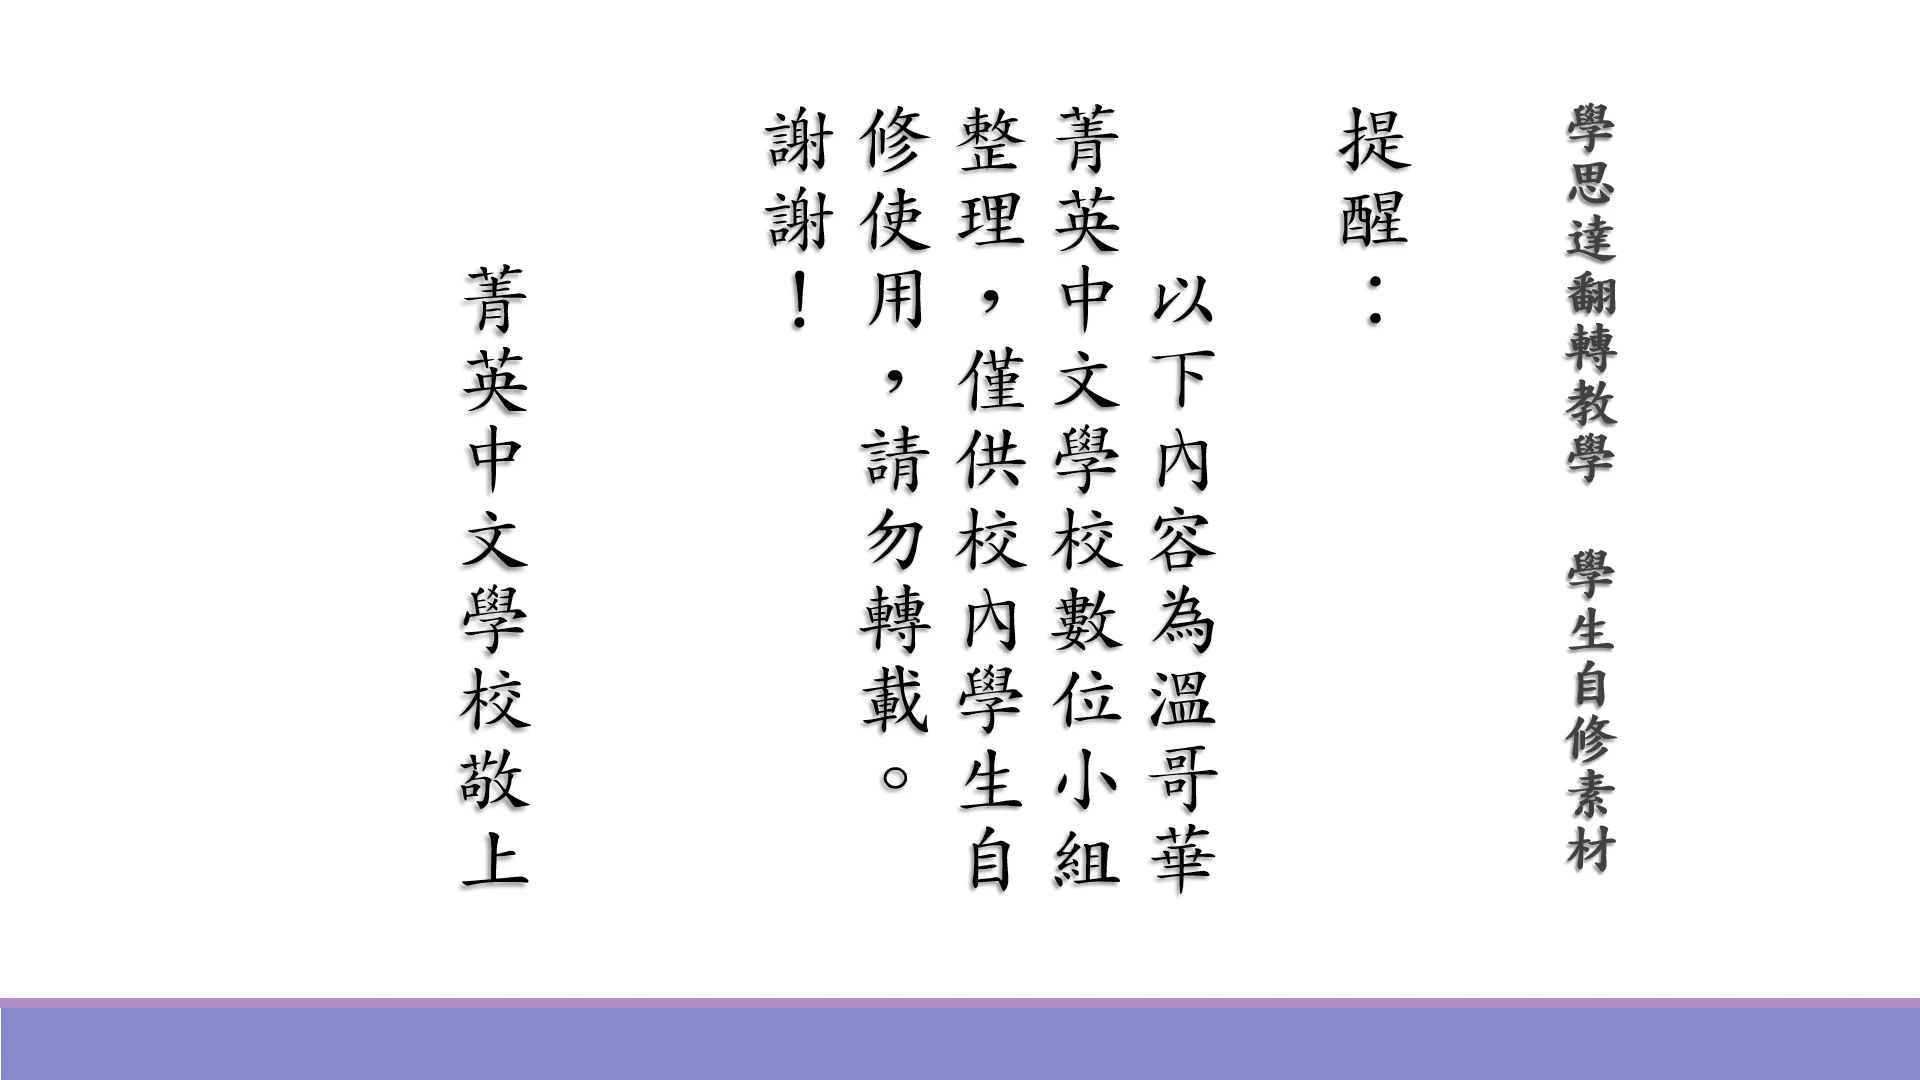 學思達翻轉教學 學生自修素材
提醒：
以下內容為溫哥華
菁英中文學校數位小組
整理，僅供校內學生自
修使用，請勿轉載。
謝謝！
菁英中文學校敬上